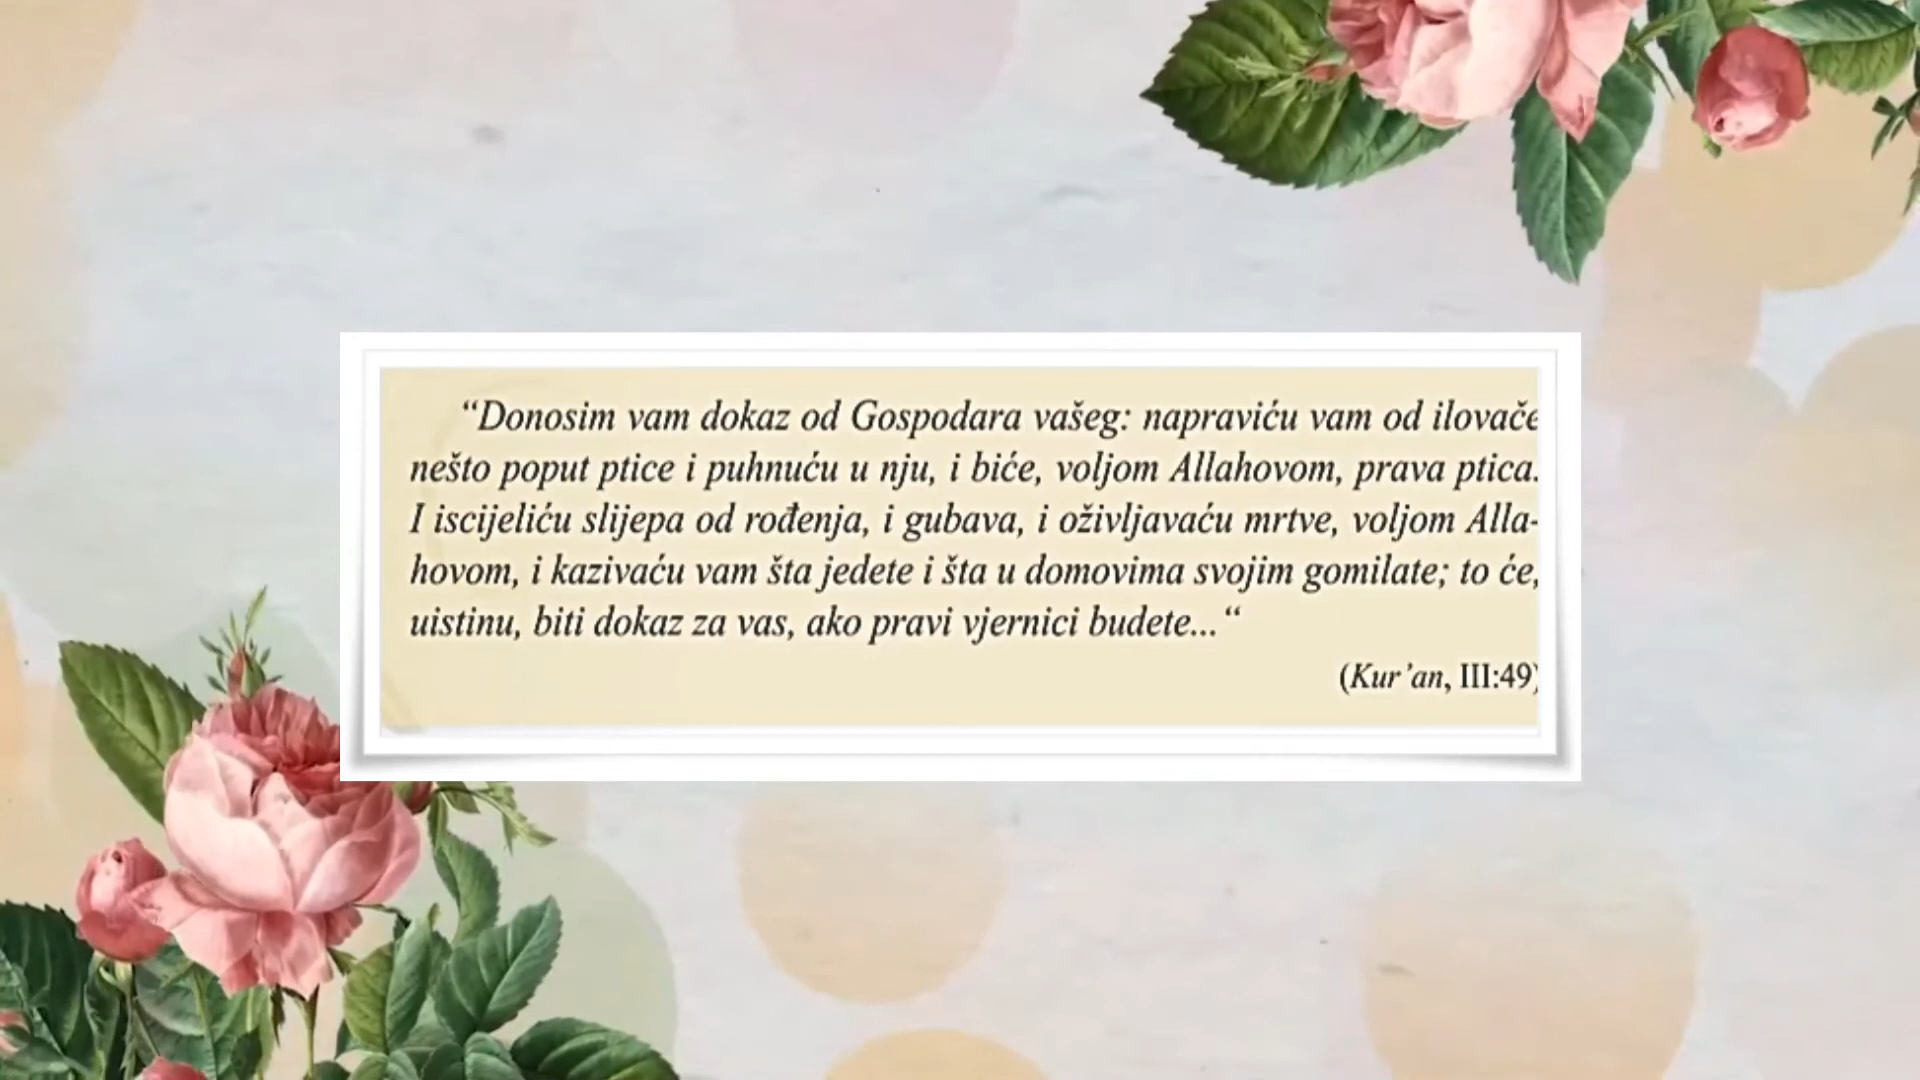 “Donosim vam dokaz od Gospodara vašeg: napraviću vam od ilovače
nešto poput ptice i puhnuću u nju, i biće, voljom Allahovom, prava ptica.
I iscijeliću slijepa od rođenja, i gubava, i oživljavaću mrtve, voljom Alla-
hovom, i kazivaću vam šta jedete i šta u domovima svojim gomilate; to će,
uistinu, biti dokaz za vas, ako pravi vjernici budete...“
(Kur’an, III:49)